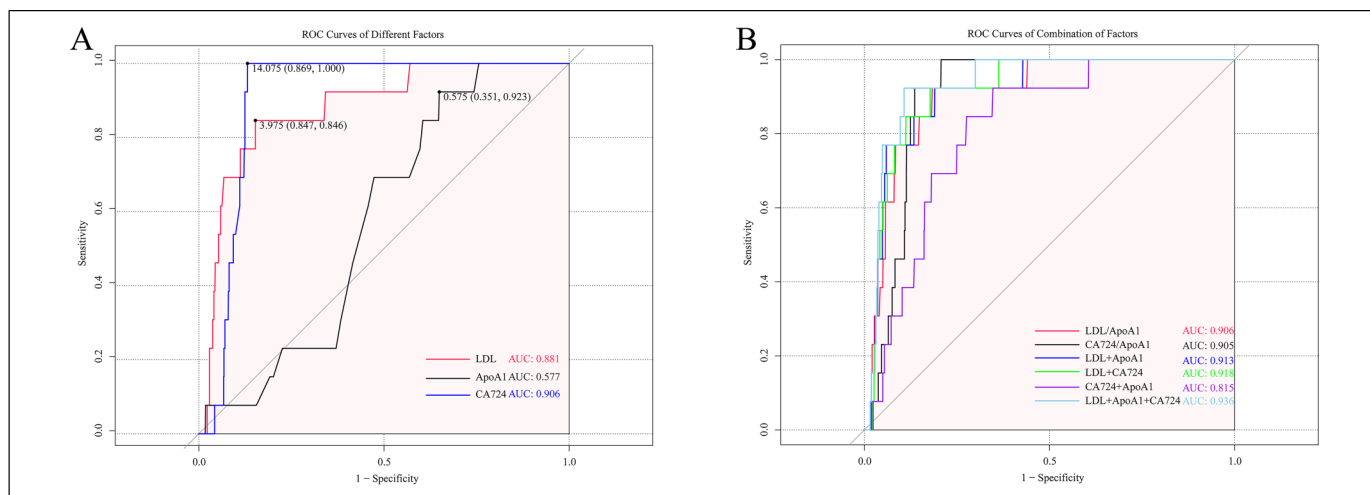 A
ROC Curves of Different Factors
Sensitivity
1.0
0.8
0.6
0.4
0.2
0.0
14.075 (0.869, 1.000)
0.575 (0.351, 0.923)
3.975 (0.847, 0.846)
LDL AUC: 0.881
ApoA1 AUC: 0.577
CA724 AUC: 0.906
0.0 0.5 1.0
1 − Specificity
B
ROC Curves of Combination of Factors
Sensitivity
1.0
0.8
0.6
0.4
0.2
0.0
LDL/ApoA1 AUC: 0.906
CA724/ApoA1 AUC: 0.905
LDL+ApoA1 AUC: 0.913
LDL+CA724 AUC: 0.918
CA724+ApoA1 AUC: 0.815
LDL+ApoA1+CA724 AUC: 0.936
0.0 0.5 1.0
1 − Specificity